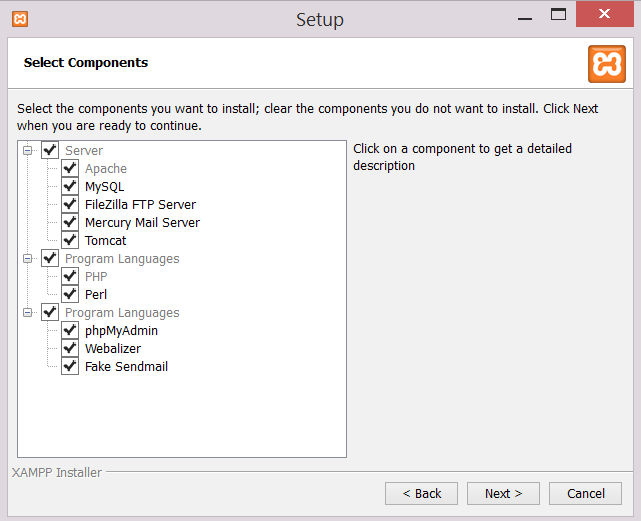 Setup
Select Components
Select the components you want to install; clear the components you do not want to install. Click Next
when you are ready to continue.
Server
Apache
MySQL
FileZilla FTP Server
Mercury Mail Server
Tomcat
Program Languages
PHP
Perl
Program Languages
phpMyAdmin
Webalizer
Fake Sendmail
Click on a component to get a detailed
description
XAMPP Installer
< Back
Next >
Cancel